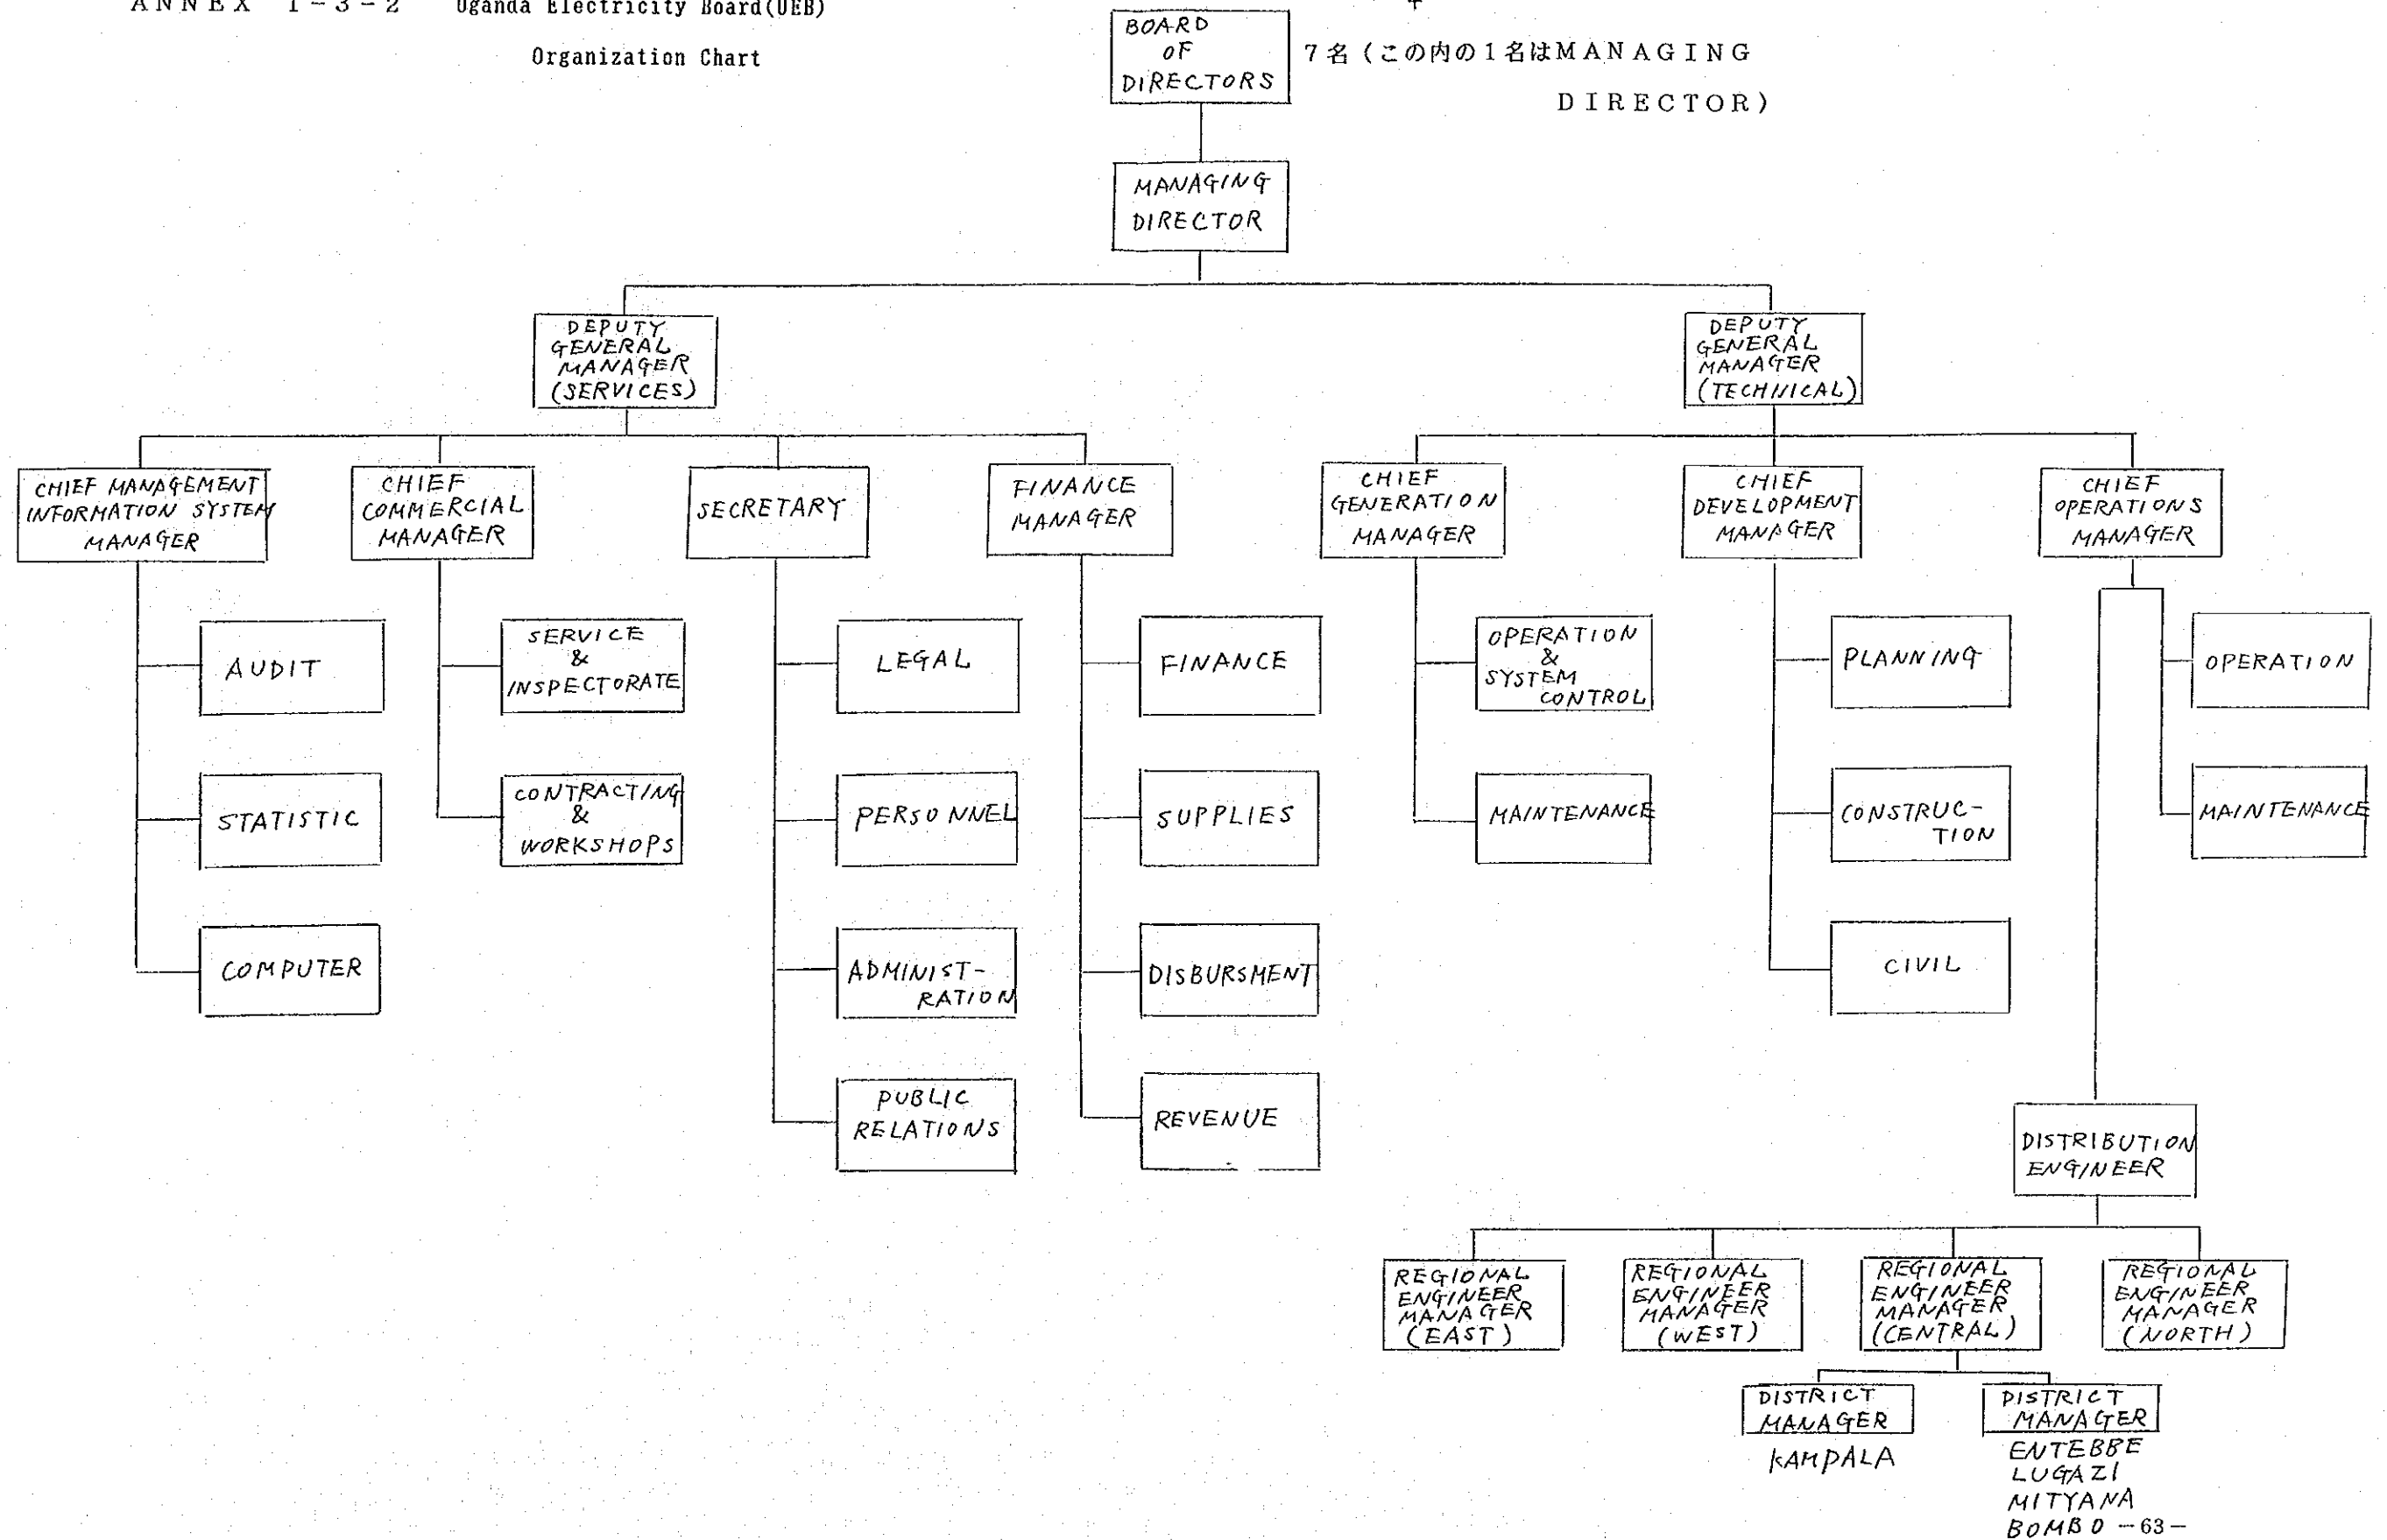 ANNEX 1-3-2 Uganda Electricity Board(UEB)
Organization Chart
BOARD
OF
DIRECTORS
7名(この内の1名はMANAGING
DIRECTOR)
MANAGING
DIRECTOR
DEPUTY
GENERAL
MANAGER
(SERVICES)
DEPUTY
GENERAL
MANAGER
(TECHNICAL)
CHIEF MANAGEMENT
INFORMATION SYSTEM
MANAGER
CHIEF
COMMERCIAL
MANAGER
SECRETARY
FINANCE
MANAGER
CHIEF
GENERATION
MANAGER
CHIEF
DEVELOPMENT
MANAGER
CHIEF
OPERATIONS
MANAGER
AUDIT
STATISTIC
COMPUTER
SERVICE
&
INSPECTORATE
CONTRACTING
&
WORKSHOPS
LEGAL
PERSONNEL
ADMINIST-
RATION
PUBLIC
RELATIONS
FINANCE
SUPPLIES
DISBURSMENT
REVENUE
OPERATION
&
SYSTEM
CONTROL
MAINTENANCE
PLANNING
CONSTRUC-
TION
CIVIL
OPERATION
MAINTENANCE
DISTRIBUTION
ENGINEER
REGIONAL
ENGINEER
MANAGER
(EAST)
REGIONAL
ENGINEER
MANAGER
(WEST)
REGIONAL
ENGINEER
MANAGER
(CENTRAL)
REGIONAL
ENGINEER
MANAGER
(NORTH)
DISTRICT
MANAGER
KAMPALA
DISTRICT
MANAGER
ENTEBBE
LUGAZI
MITYANA
BOMBO
-63-